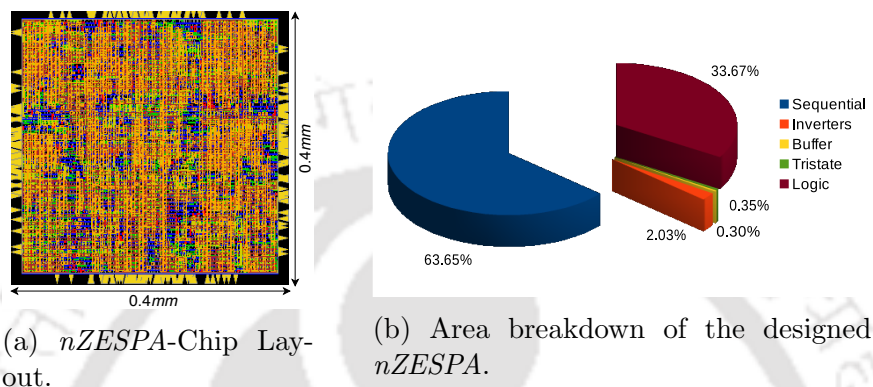 0.4mm
0.4mm
(a) nZESPA-Chip Lay-
out.
33.67%
63.65%
2.03%
0.30%
0.35%
Sequential
Inverters
Buffer
Tristate
Logic
(b) Area breakdown of the designed
nZESPA.